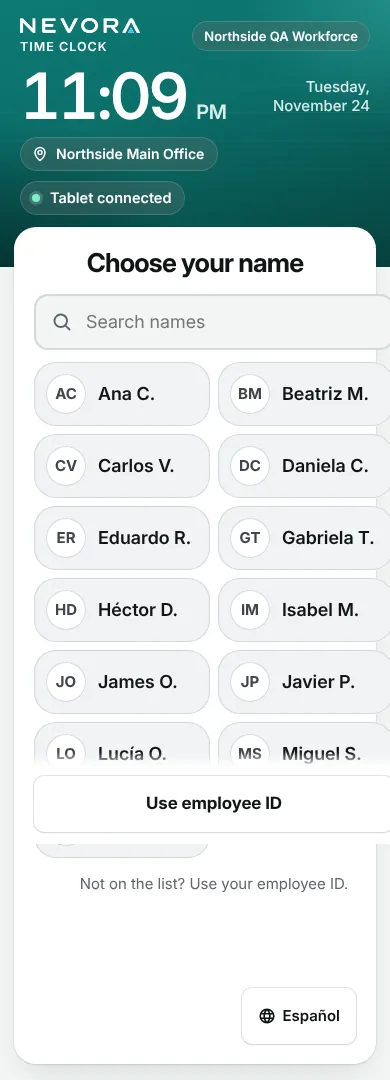 NEVORA
TIME CLOCK
Northside QA Workforce
11:09 PM
Tuesday,
November 24
Northside Main Office
Tablet connected
Choose your name
Search names
AC Ana C.
BM Beatriz M.
CV Carlos V.
DC Daniela C.
ER Eduardo R.
GT Gabriela T.
HD Héctor D.
IM Isabel M.
JO James O.
JP Javier P.
LO Lucía O.
MS Miguel S.
Use employee ID
Not on the list? Use your employee ID.
Español